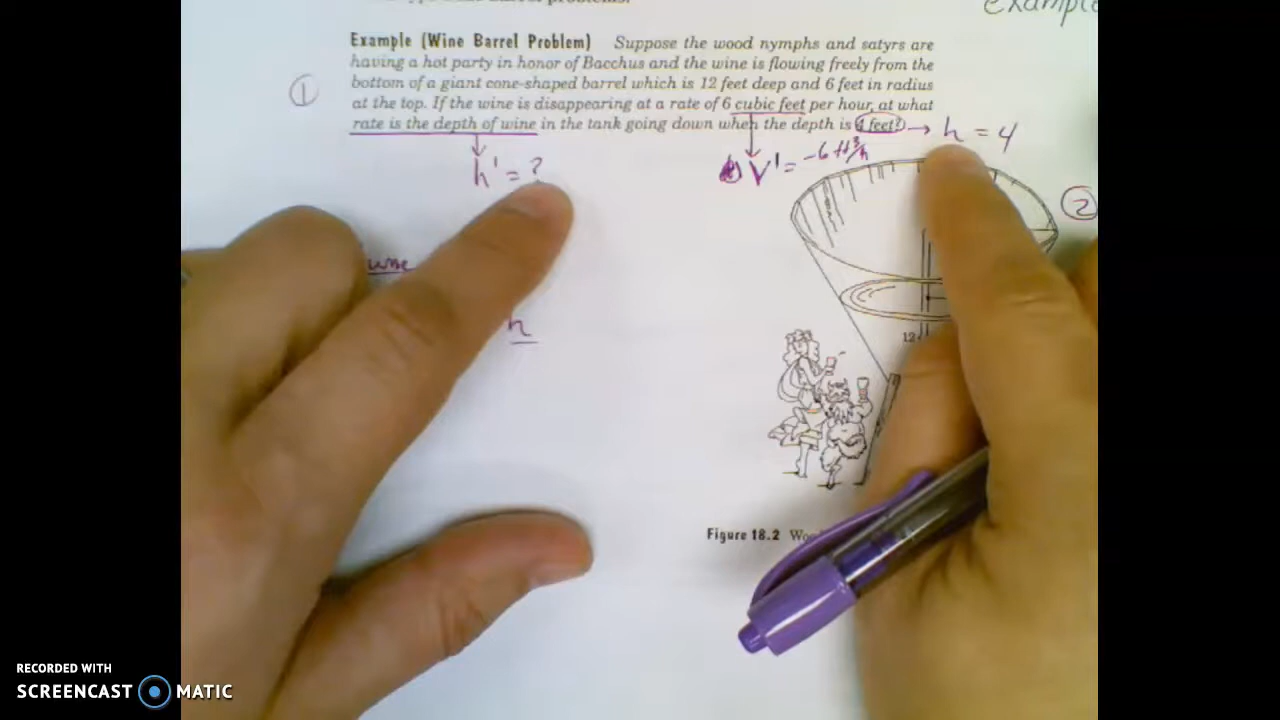 example
Example (Wine Barrel Problem) Suppose the wood nymphs and satyrs are
having a hot party in honor of Bacchus and the wine is flowing freely from the
bottom of a giant cone-shaped barrel which is 12 feet deep and 6 feet in radius
1
at the top. If the wine is disappearing at a rate of 6 cubic feet per hour, at what
rate is the depth of wine in the tank going down when the depth is 4 feet? → h = 4
h' = ?
V' = -6 ft³/h
2
wine
h
12
Figure 18.2
RECORDED WITH
SCREENCAST MATIC